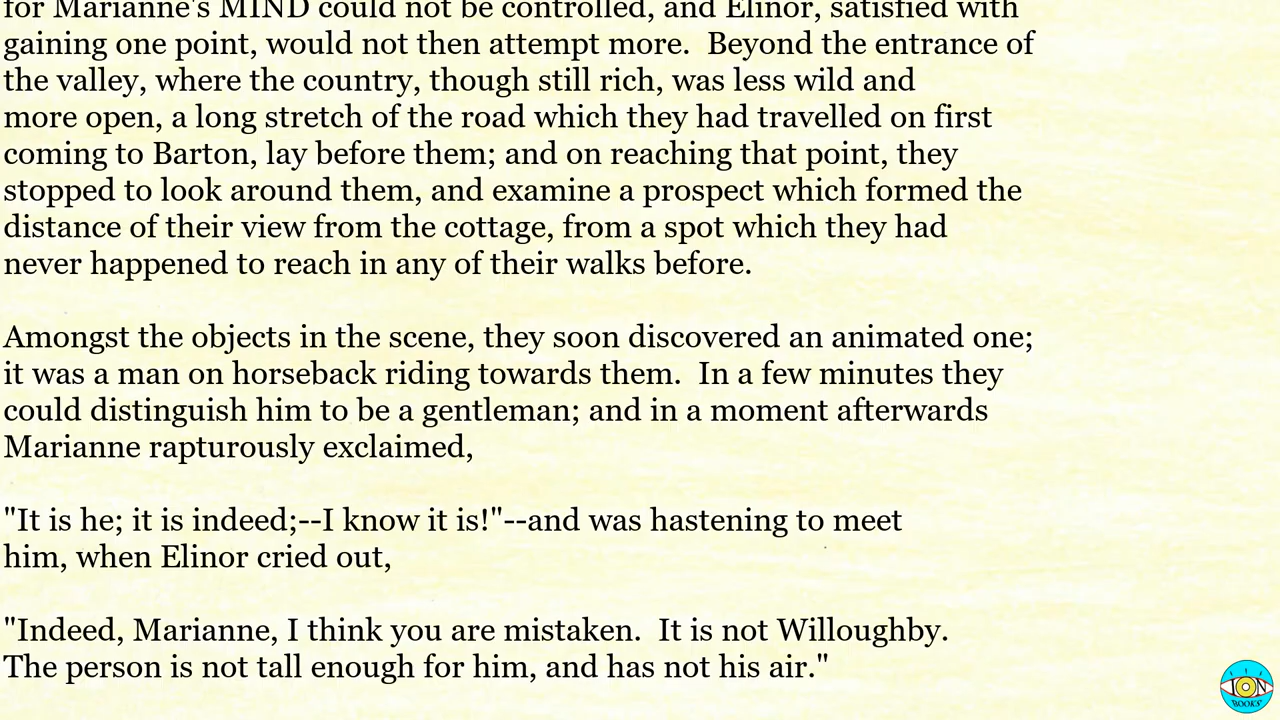 for Marianne's MIND could not be controlled, and Elinor, satisfied with
gaining one point, would not then attempt more.  Beyond the entrance of
the valley, where the country, though still rich, was less wild and
more open, a long stretch of the road which they had travelled on first
coming to Barton, lay before them; and on reaching that point, they
stopped to look around them, and examine a prospect which formed the
distance of their view from the cottage, from a spot which they had
never happened to reach in any of their walks before.
Amongst the objects in the scene, they soon discovered an animated one;
it was a man on horseback riding towards them.  In a few minutes they
could distinguish him to be a gentleman; and in a moment afterwards
Marianne rapturously exclaimed,
"It is he; it is indeed;--I know it is!"--and was hastening to meet
him, when Elinor cried out,
"Indeed, Marianne, I think you are mistaken.  It is not Willoughby.
The person is not tall enough for him, and has not his air."
ION
BOOKS